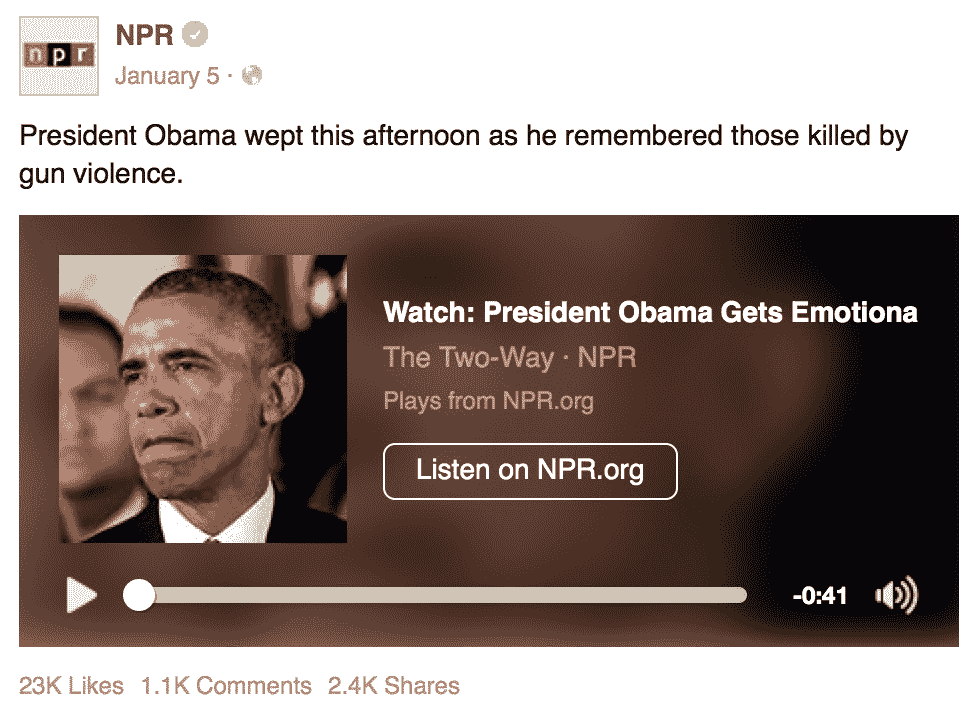 npr
NPR
January 5 ·
President Obama wept this afternoon as he remembered those killed by
gun violence.
Watch: President Obama Gets Emotiona
The Two-Way · NPR
Plays from NPR.org
Listen on NPR.org
-0:41
23K Likes 1.1K Comments 2.4K Shares